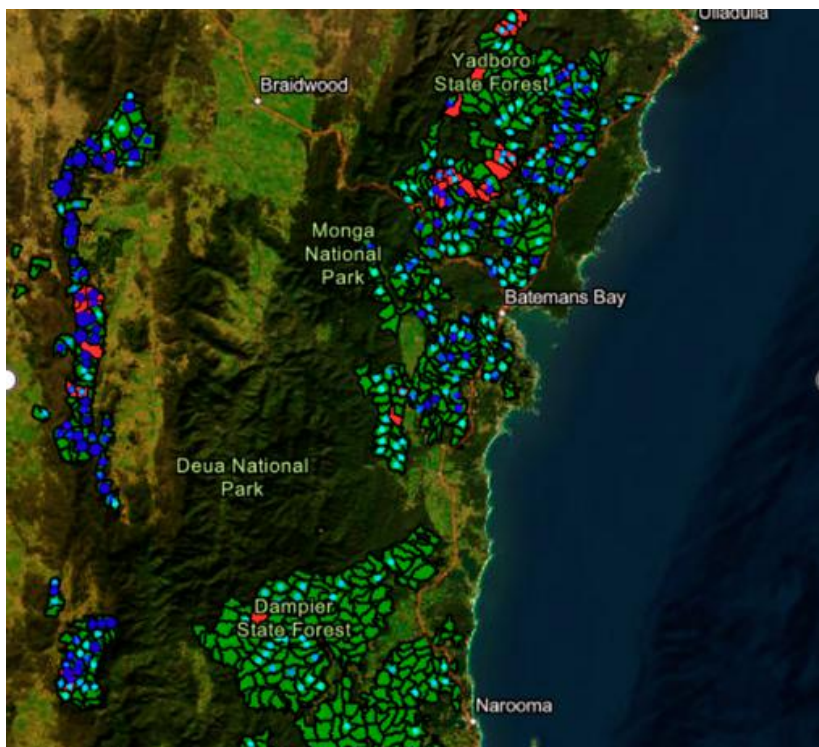 Ulladulla
Yadboro
State Forest
Braidwood
Monga
National
Park
Batemans Bay
Deua National
Park
Dampier
State Forest
Narooma